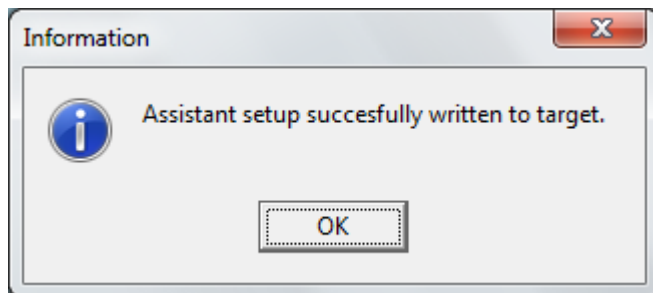 Information
Assistant setup succesfully written to target.
OK